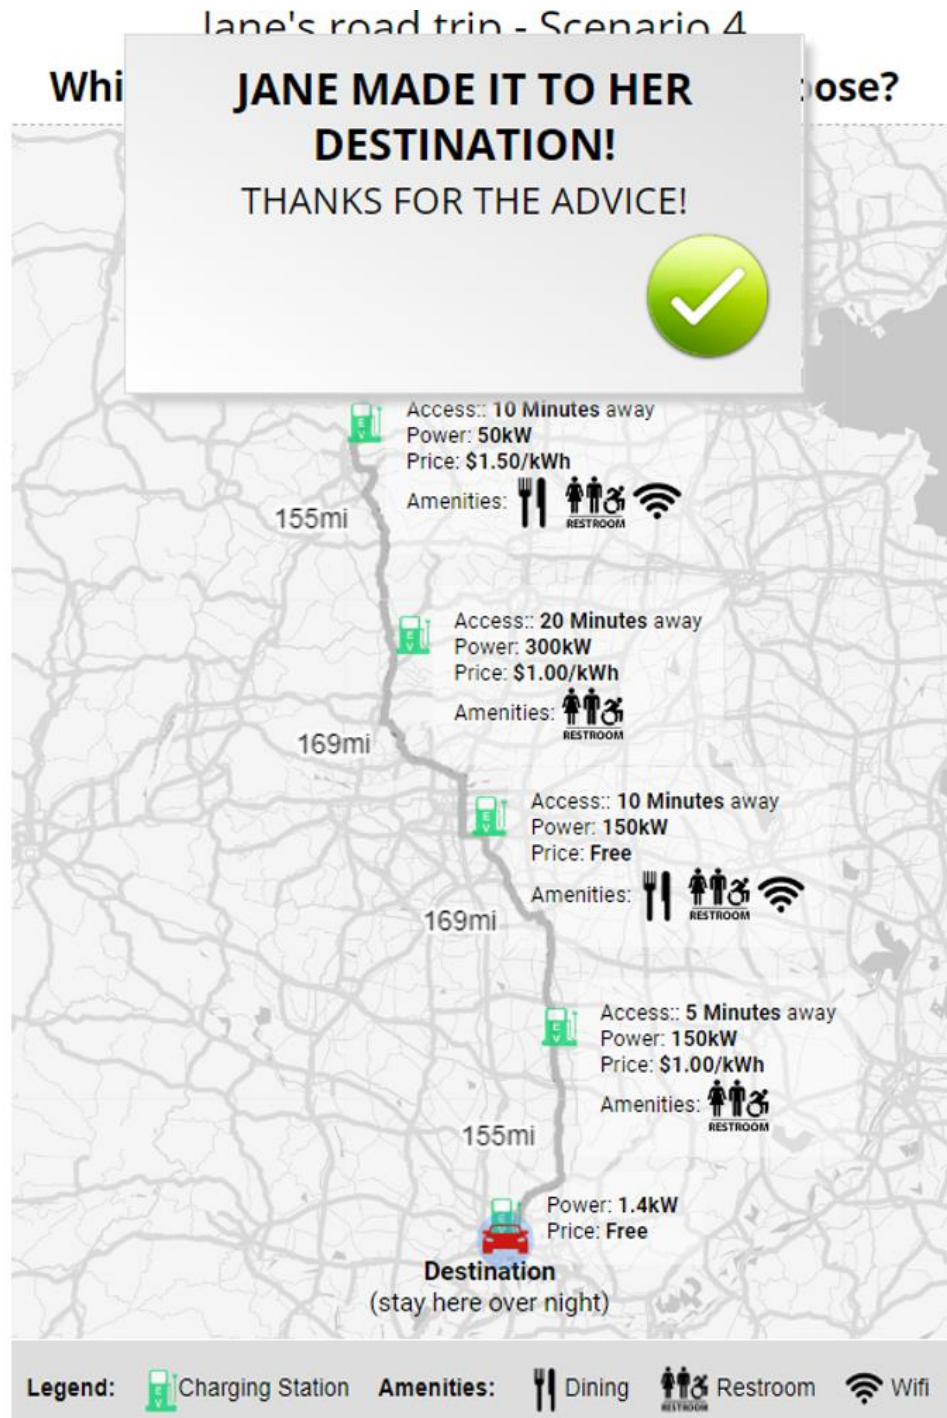 Jane's road trip - Scenario 4
JANE MADE IT TO HER
DESTINATION!
THANKS FOR THE ADVICE!
Access:: 10 Minutes away
Power: 50kW
Price: $1.50/kWh
Amenities:
RESTROOM
155mi
Access:: 20 Minutes away
Power: 300kW
Price: $1.00/kWh
Amenities:
RESTROOM
169mi
Access:: 10 Minutes away
Power: 150kW
Price: Free
Amenities:
RESTROOM
169mi
Access:: 5 Minutes away
Power: 150kW
Price: $1.00/kWh
Amenities:
RESTROOM
155mi
Power: 1.4kW
Price: Free
Destination
(stay here over night)
Legend: EV Charging Station Amenities: Dining RESTROOM Restroom Wifi